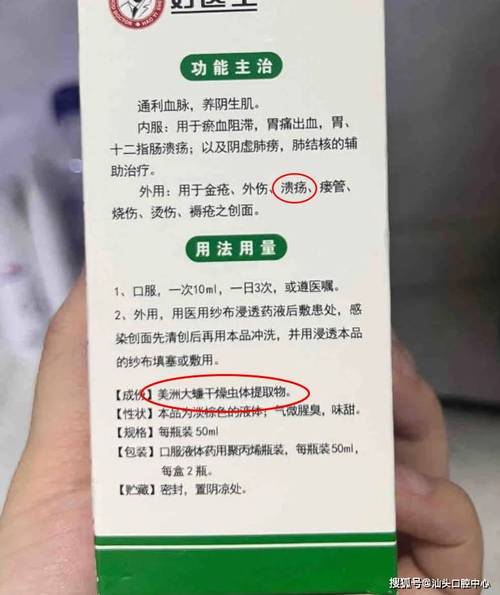 好医生
功能主治
通利血脉，养阴生肌。
内服：用于瘀血阻滞，胃痛出血，胃、
十二指肠溃疡；以及阴虚肺痨，肺结核的辅
助治疗。
外用：用于金疮、外伤、溃疡、瘘管、
烧伤、烫伤、褥疮之创面。
用法用量
1、口服，一次10ml，一日3次，或遵医嘱。
2、外用，用医用纱布浸透药液后敷患处，感
染创面先清创后再用本品冲洗，并用浸透本品
的纱布填塞或敷用。
【成份】美洲大蠊干燥虫体提取物。
【性状】本品为淡棕色的液体；气微腥臭，味甜。
【规格】每瓶装50ml
【包装】口服液体药用聚丙烯瓶装，每瓶装50ml，
每盒2瓶。
【贮藏】密封，置阴凉处。
搜狐号@汕头口腔中心